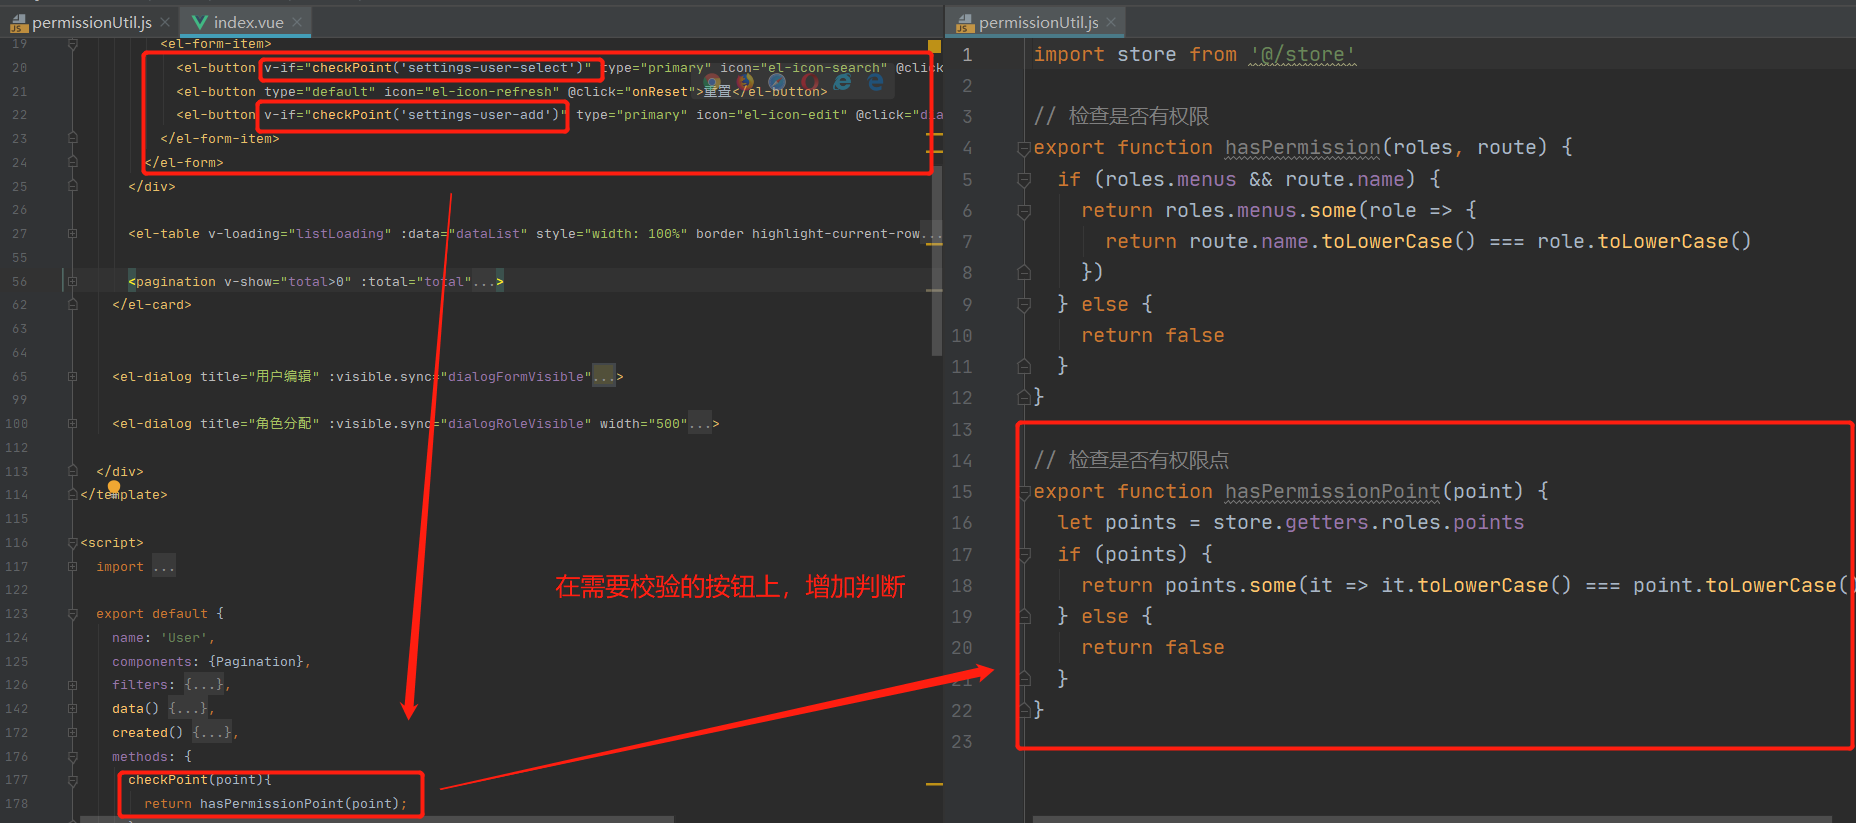 permissionUtil.js
index.vue
19 <el-form-item>
20 <el-button v-if="checkPoint('settings-user-select')" type="primary" icon="el-icon-search" @click
21 <el-button type="default" icon="el-icon-refresh" @click="onReset">重置</el-button>
22 <el-button v-if="checkPoint('settings-user-add')" type="primary" icon="el-icon-edit" @click="dia
23 </el-form-item>
24 </el-form>
25 </div>
26
27 <el-table v-loading="listLoading" :data="dataList" style="width: 100%" border highlight-current-row...
55
56 <pagination v-show="total>0" :total="total"...>
62 </el-card>
63
64
65 <el-dialog title="用户编辑" :visible.sync="dialogFormVisible"...>
99
100 <el-dialog title="角色分配" :visible.sync="dialogRoleVisible" width="500"...>
112
113 </div>
114 </template>
115
116 <script>
117 import ...
122
123 export default {
124 name: 'User',
125 components: {Pagination},
126 filters: {...},
142 data() {...},
172 created() {...},
176 methods: {
177 checkPoint(point){
178 return hasPermissionPoint(point);
在需要校验的按钮上，增加判断
permissionUtil.js
1 import store from '@/store'
2
3 // 检查是否有权限
4 export function hasPermission(roles, route) {
5 if (roles.menus && route.name) {
6 return roles.menus.some(role => {
7 return route.name.toLowerCase() === role.toLowerCase()
8 })
9 } else {
10 return false
11 }
12 }
13
14 // 检查是否有权限点
15 export function hasPermissionPoint(point) {
16 let points = store.getters.roles.points
17 if (points) {
18 return points.some(it => it.toLowerCase() === point.toLowerCase()
19 } else {
20 return false
21 }
22 }
23